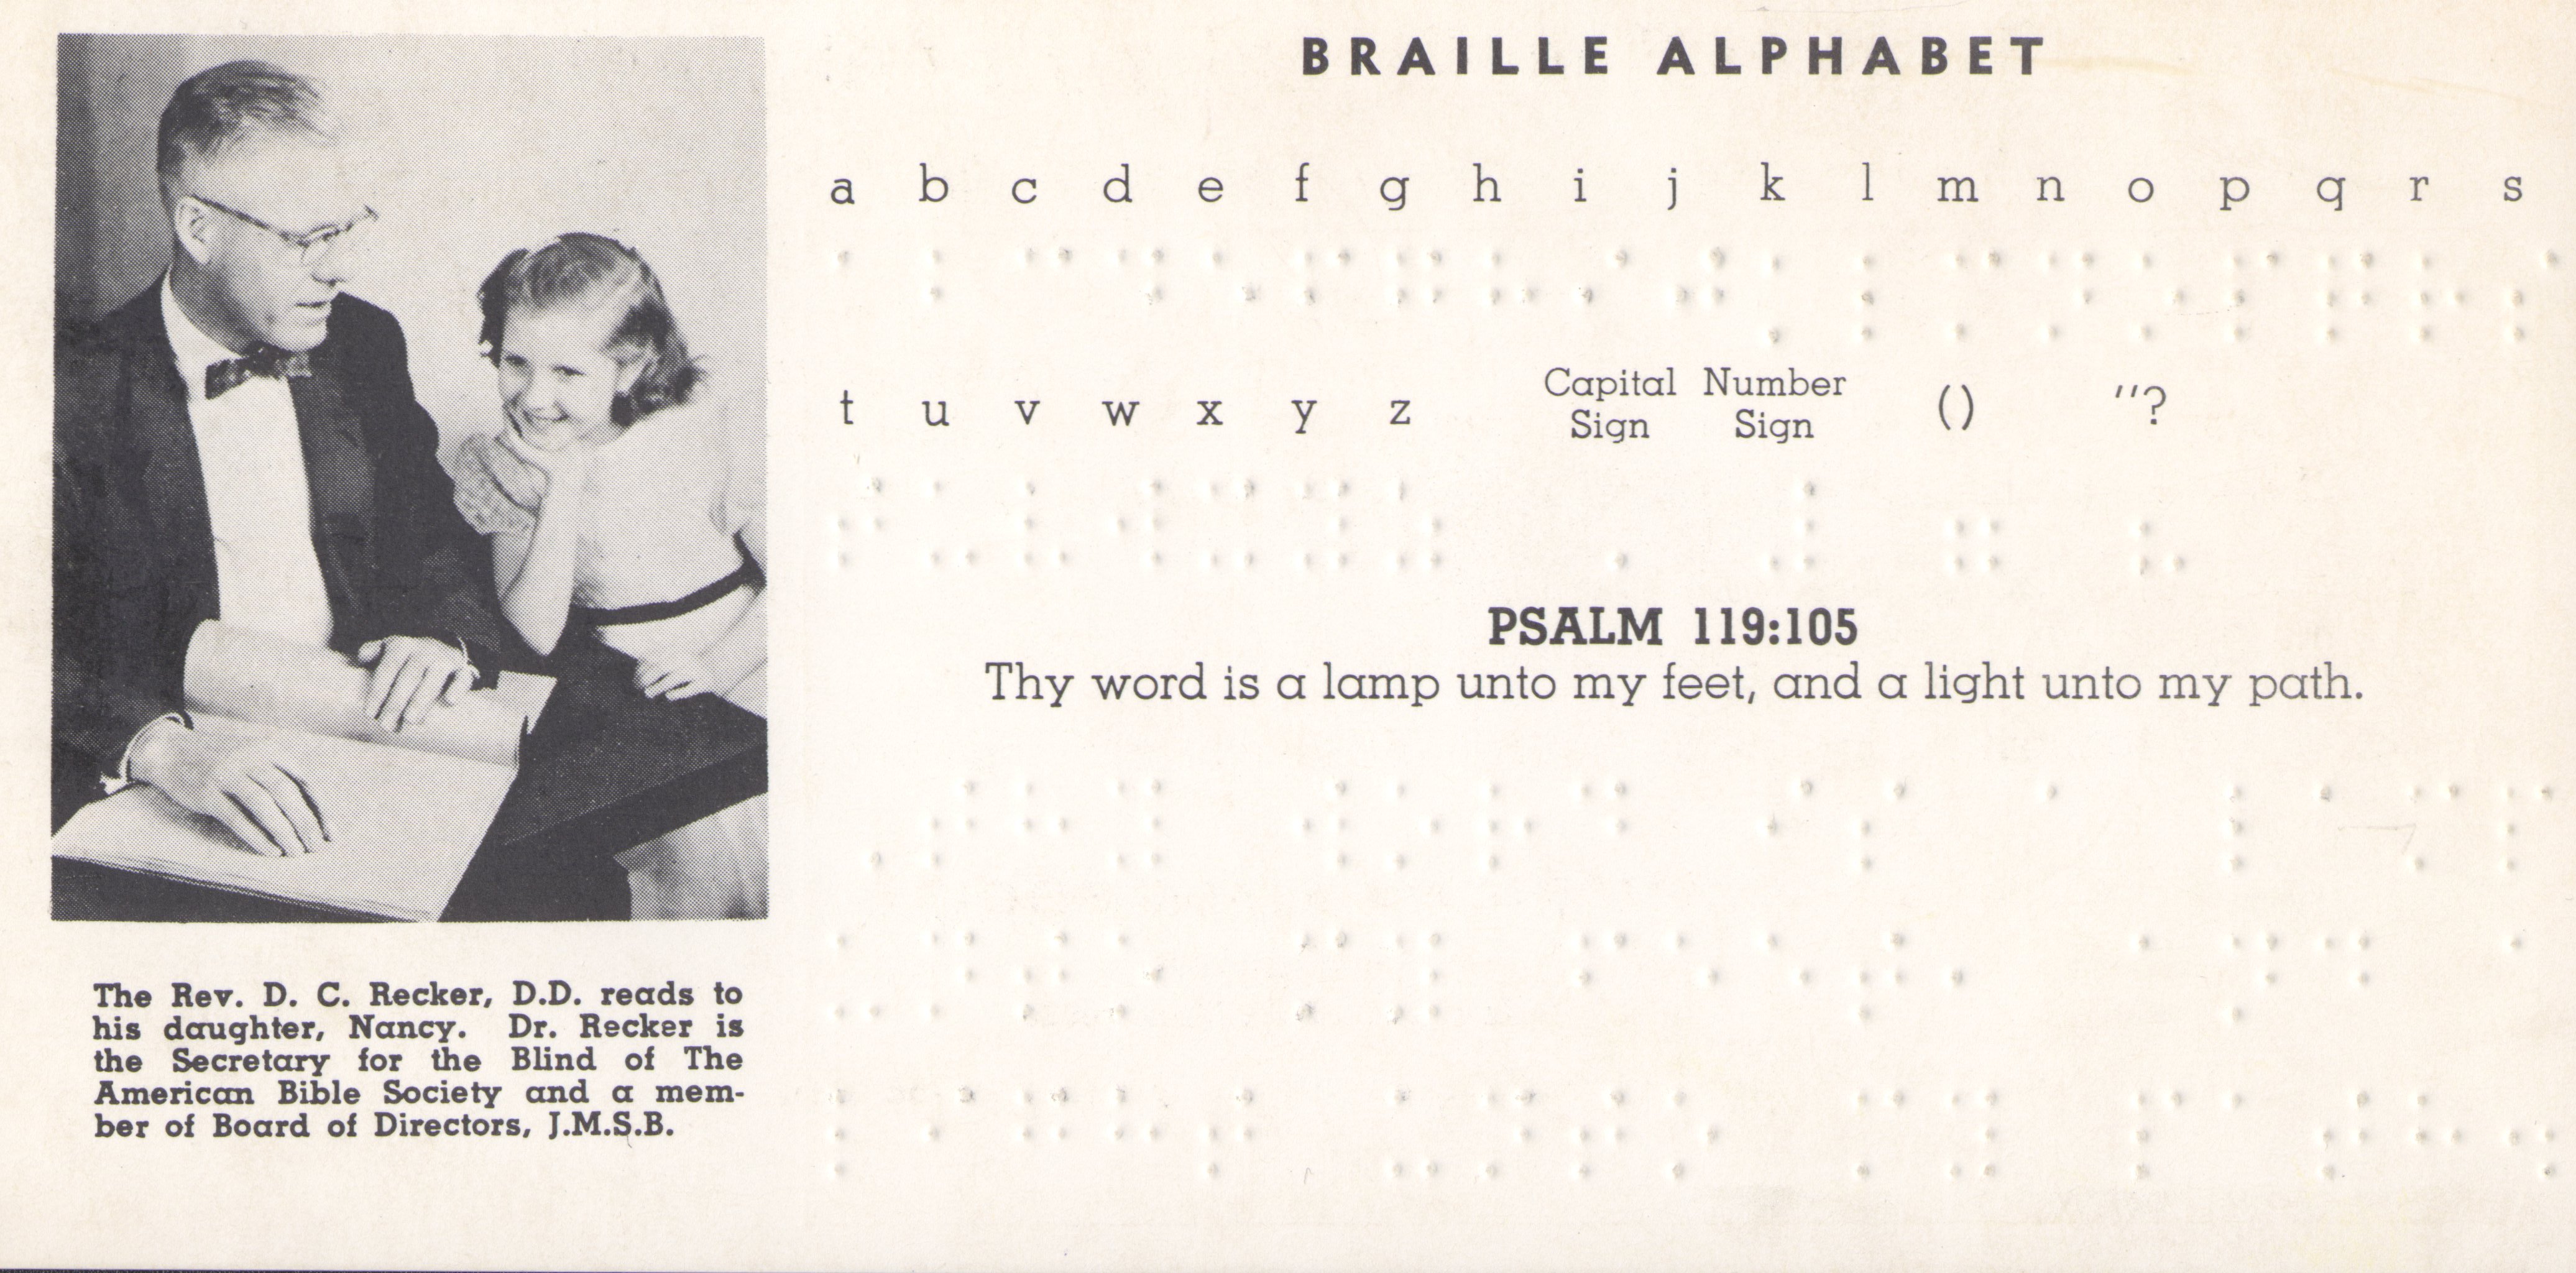 BRAILLE ALPHABET
a b c d e f g h i j k l m n o p q r s
t u v w x y z Capital Sign Number Sign () "?
PSALM 119:105
Thy word is a lamp unto my feet, and a light unto my path.
The Rev. D. C. Recker, D.D. reads to
his daughter, Nancy. Dr. Recker is
the Secretary for the Blind of The
American Bible Society and a mem-
ber of Board of Directors, J.M.S.B.